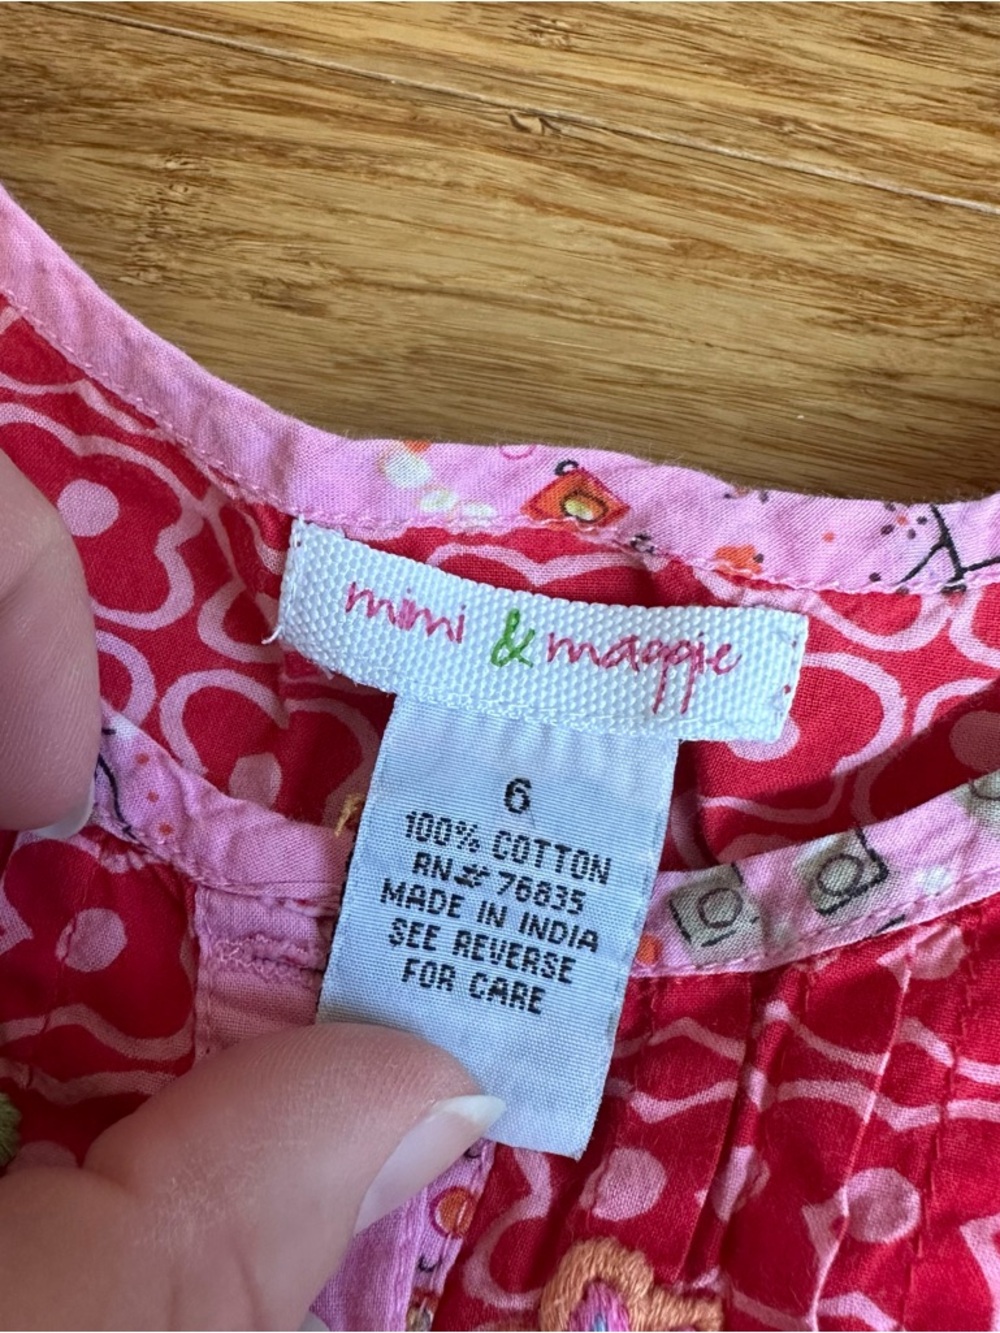 mimi & maggie
6
100% COTTON
RN# 76835
MADE IN INDIA
SEE REVERSE
FOR CARE